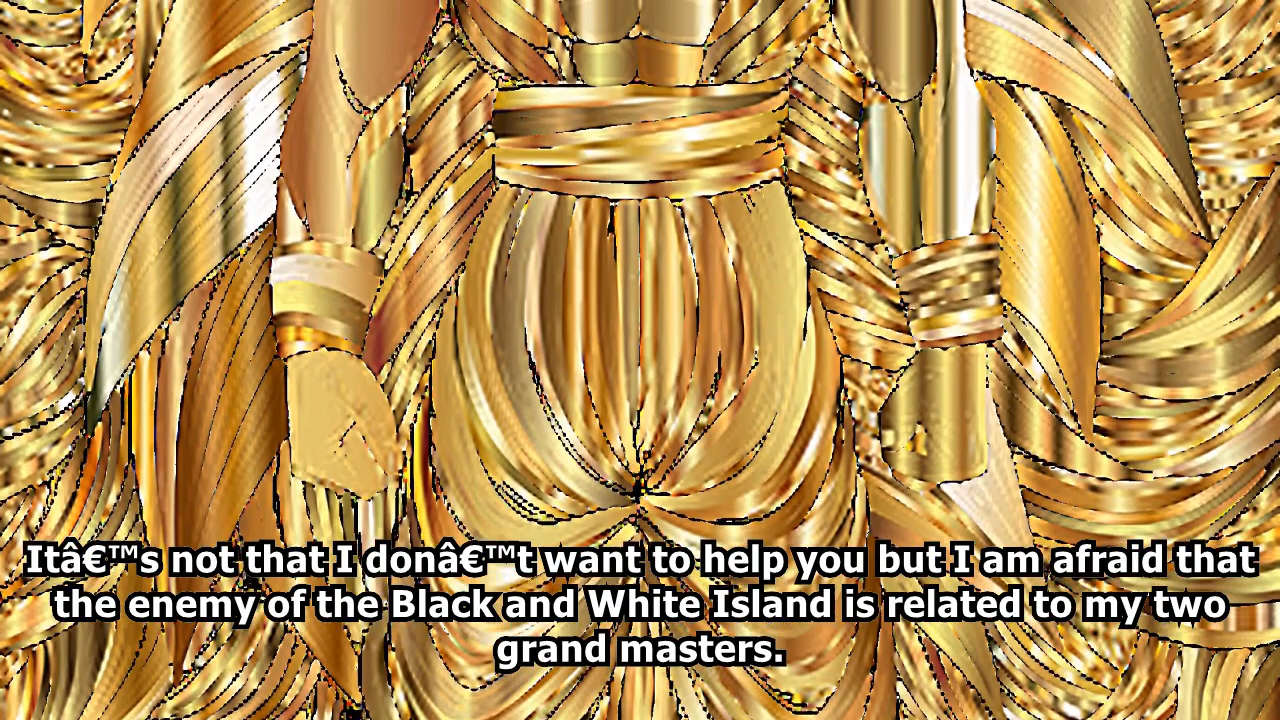 Itâ€™s not that I donâ€™t want to help you but I am afraid that
the enemy of the Black and White Island is related to my two
grand masters.